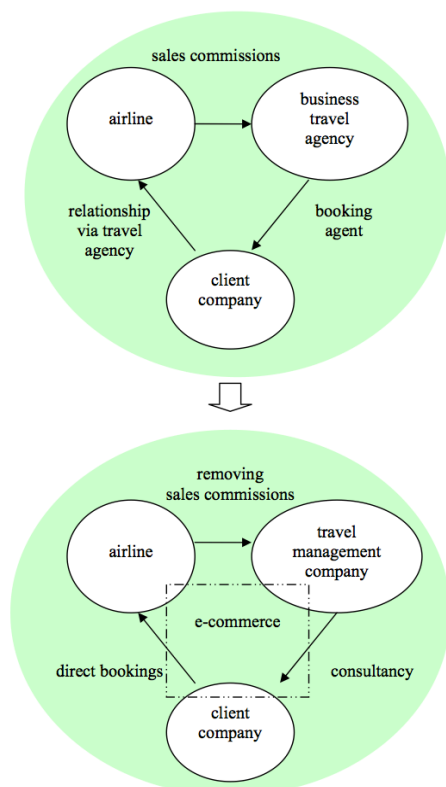 sales commissions
airline
business
travel
agency
relationship
via travel
agency
booking
agent
client
company
removing
sales commissions
airline
travel
management
company
e-commerce
direct bookings
consultancy
client
company